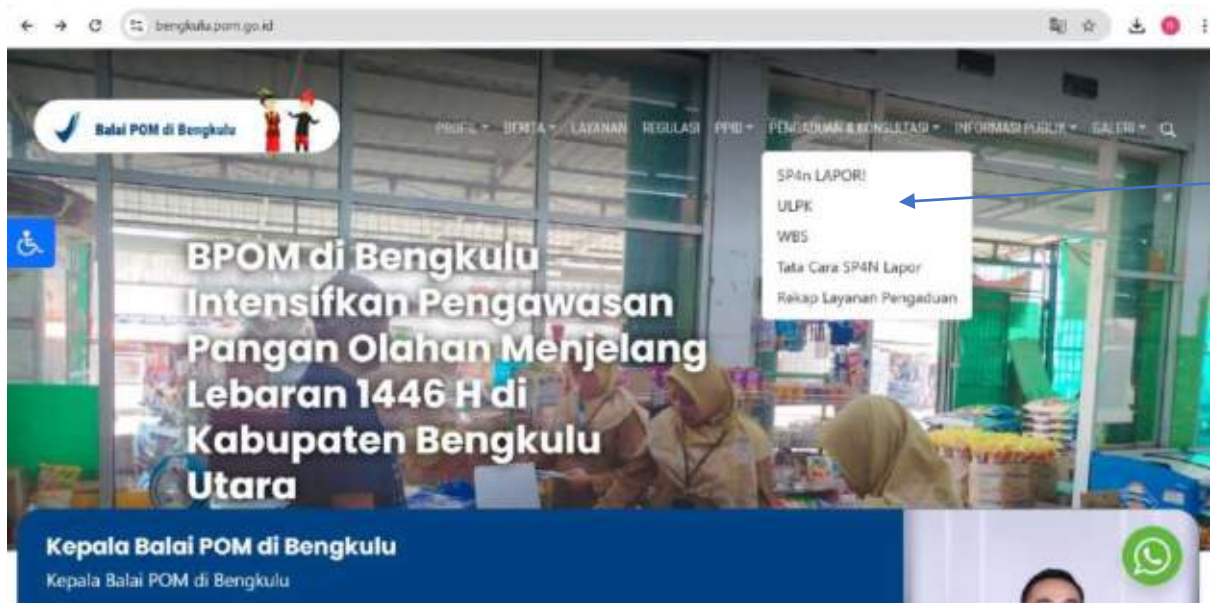 bengkulu.pom.go.id
Balai POM di Bengkulu
PROFIL BERITA LAYANAN REGULASI PPID PENGADUAN & KONSULTASI INFORMASI PUBLIK GALERI
SP4n LAPOR!
ULPK
WBS
Tata Cara SP4N Lapor
Rekap Layanan Pengaduan
BPOM di Bengkulu
Intensifkan Pengawasan
Pangan Olahan Menjelang
Lebaran 1446 H di
Kabupaten Bengkulu
Utara
Kepala Balai POM di Bengkulu
Kepala Balai POM di Bengkulu